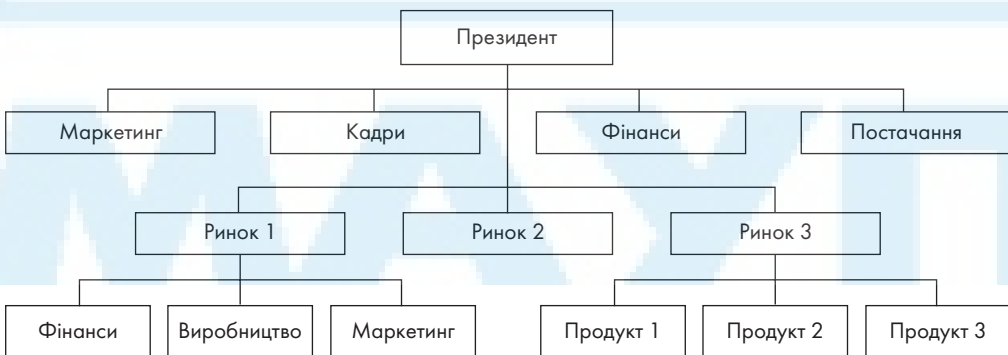 Президент
Маркетинг
Кадри
Фінанси
Постачання
Ринок 1
Ринок 2
Ринок 3
Фінанси
Виробництво
Маркетинг
Продукт 1
Продукт 2
Продукт 3
МАУП